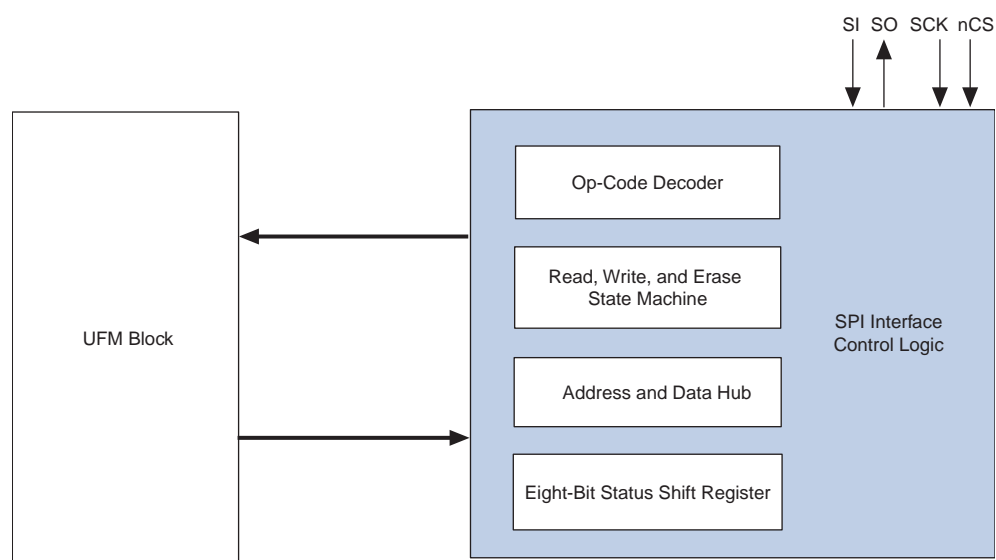 SI SO SCK nCS
Op-Code Decoder
Read, Write, and Erase
State Machine
UFM Block
SPI Interface
Control Logic
Address and Data Hub
Eight-Bit Status Shift Register